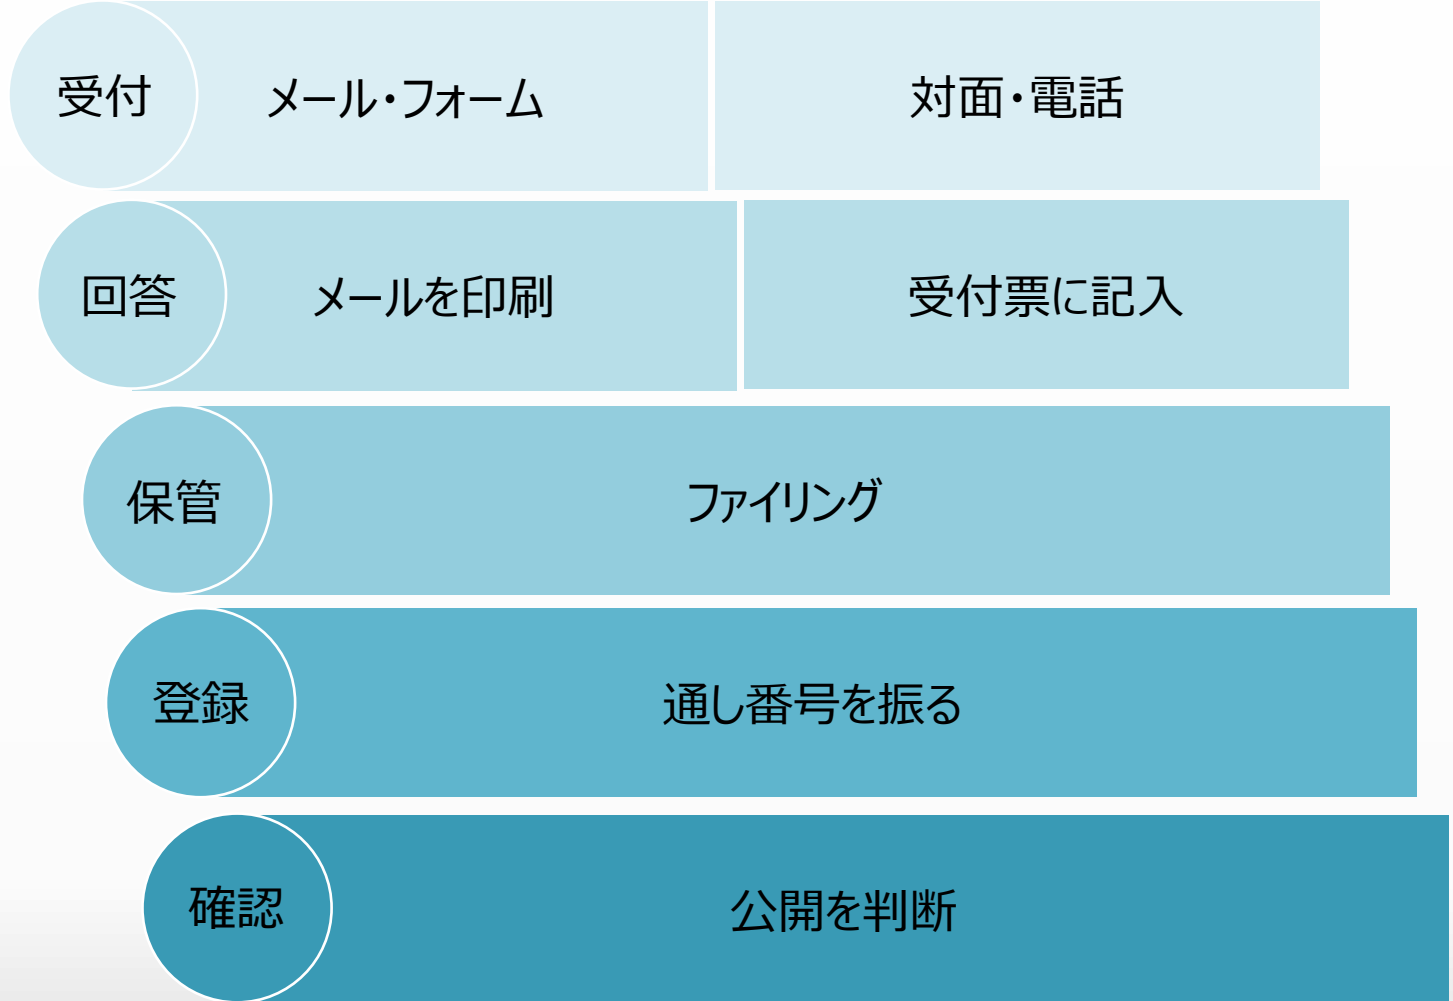 受付
メール・フォーム
対面・電話
回答
メールを印刷
受付票に記入
保管
ファイリング
登録
通し番号を振る
確認
公開を判断